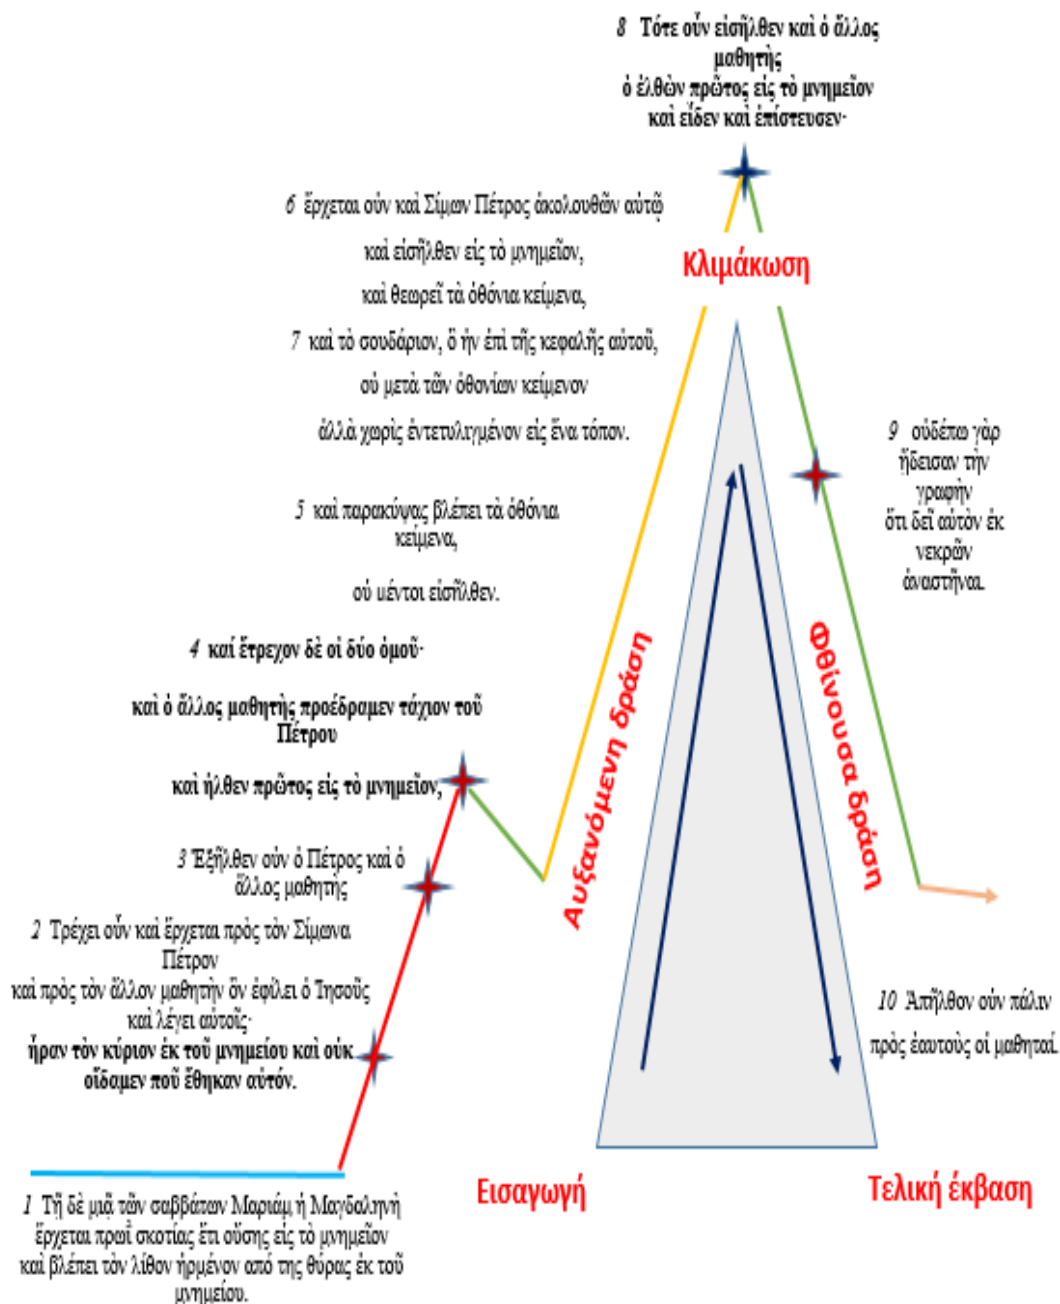 8 Τότε οὖν εἰσῆλθεν καὶ ὁ ἄλλος
μαθητὴς
ὁ ἐλθὼν πρῶτος εἰς τὸ μνημεῖον
καὶ εἶδεν καὶ ἐπίστευσεν·
6 ἔρχεται οὖν καὶ Σίμων Πέτρος ἀκολουθῶν αὐτῷ
καὶ εἰσῆλθεν εἰς τὸ μνημεῖον,
καὶ θεωρεῖ τὰ ὀθόνια κείμενα,
7 καὶ τὸ σουδάριον, ὃ ἦν ἐπὶ τῆς κεφαλῆς αὐτοῦ,
οὐ μετὰ τῶν ὀθονίων κείμενον
ἀλλὰ χωρὶς ἐντετυλιγμένον εἰς ἕνα τόπον.
5 καὶ παρακύψας βλέπει τὰ ὀθόνια
κείμενα,
οὐ μέντοι εἰσῆλθεν.
4 καί ἔτρεχον δὲ οἱ δύο ὁμοῦ·
καὶ ὁ ἄλλος μαθητὴς προέδραμεν τάχιον τοῦ
Πέτρου
καὶ ἦλθεν πρῶτος εἰς τὸ μνημεῖον,
3 Ἐξῆλθεν οὖν ὁ Πέτρος καὶ ὁ
ἄλλος μαθητὴς
2 Τρέχει οὖν καὶ ἔρχεται πρὸς τὸν Σίμωνα
Πέτρον
καὶ πρὸς τὸν ἄλλον μαθητὴν ὃν ἐφίλει ὁ Ἰησοῦς
καὶ λέγει αὐτοῖς·
ἦραν τὸν κύριον ἐκ τοῦ μνημείου καὶ οὐκ
οἴδαμεν ποῦ ἔθηκαν αὐτόν.
1 Τῇ δὲ μιᾷ τῶν σαββάτων Μαριάμ ἡ Μαγδαληνὴ
ἔρχεται πρωῒ σκοτίας ἔτι οὔσης εἰς τὸ μνημεῖον
καὶ βλέπει τὸν λίθον ἠρμένον από της θύρας ἐκ τοῦ
μνημείου.
Κλιμάκωση
Αυξανόμενη δράση
Φθίνουσα δράση
Εισαγωγή
Τελική έκβαση
9 οὐδέπω γὰρ
ᾔδεισαν τὴν
γραφὴν
ὅτι δεῖ αὐτὸν ἐκ
νεκρῶν
ἀναστῆναι.
10 Ἀπῆλθον οὖν πάλιν
πρὸς ἑαυτοὺς οἱ μαθηταί.